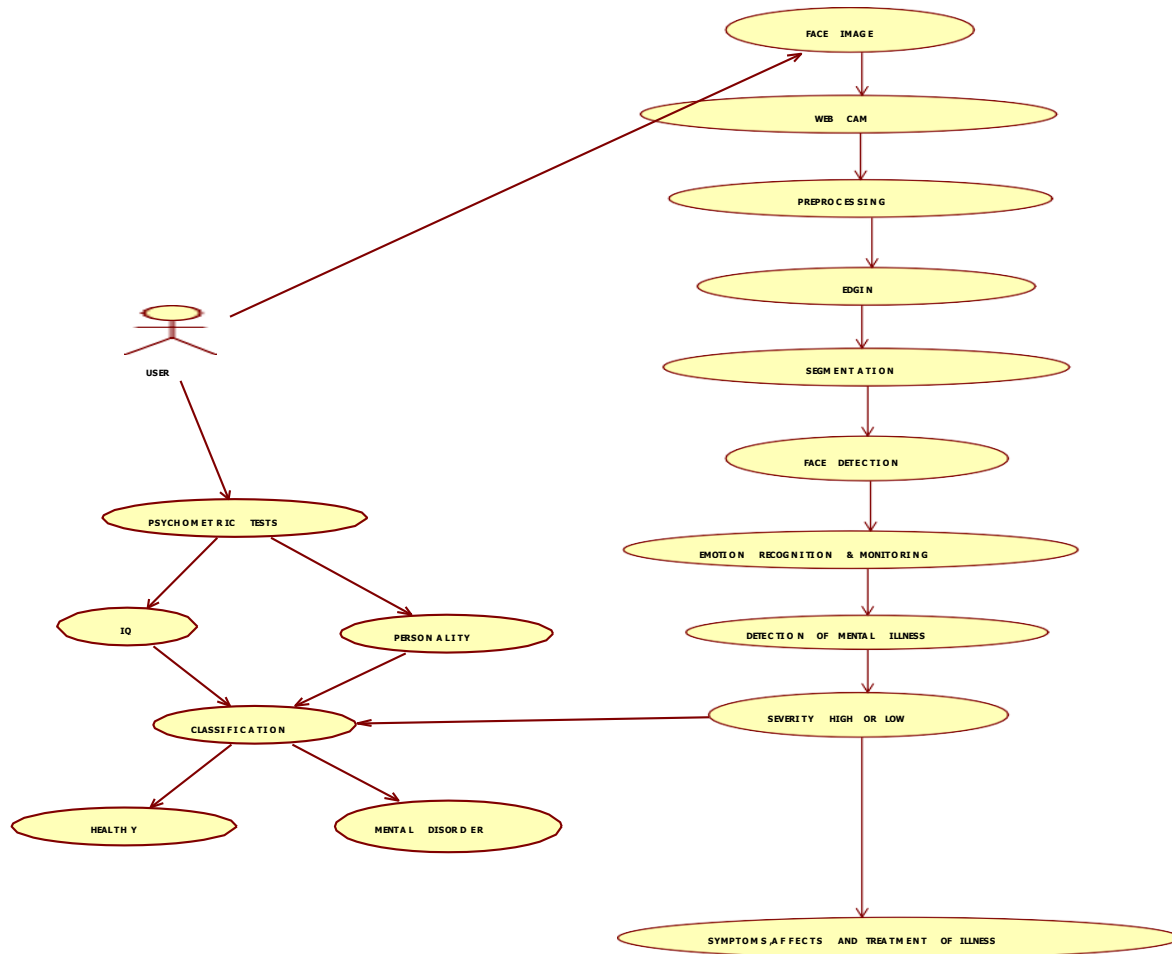 FACE IMAGE
WEB CAM
PREPROCESSING
EDGIN
SEGMENTATION
FACE DETECTION
EMOTION RECOGNITION & MONITORING
DETECTION OF MENTAL ILLNESS
SEVERITY HIGH OR LOW
SYMPTOMS,AFFECTS AND TREATMENT OF ILLNESS
USER
PSYCHOMETRIC TESTS
IQ
PERSONALITY
CLASSIFICATION
HEALTHY
MENTAL DISORDER